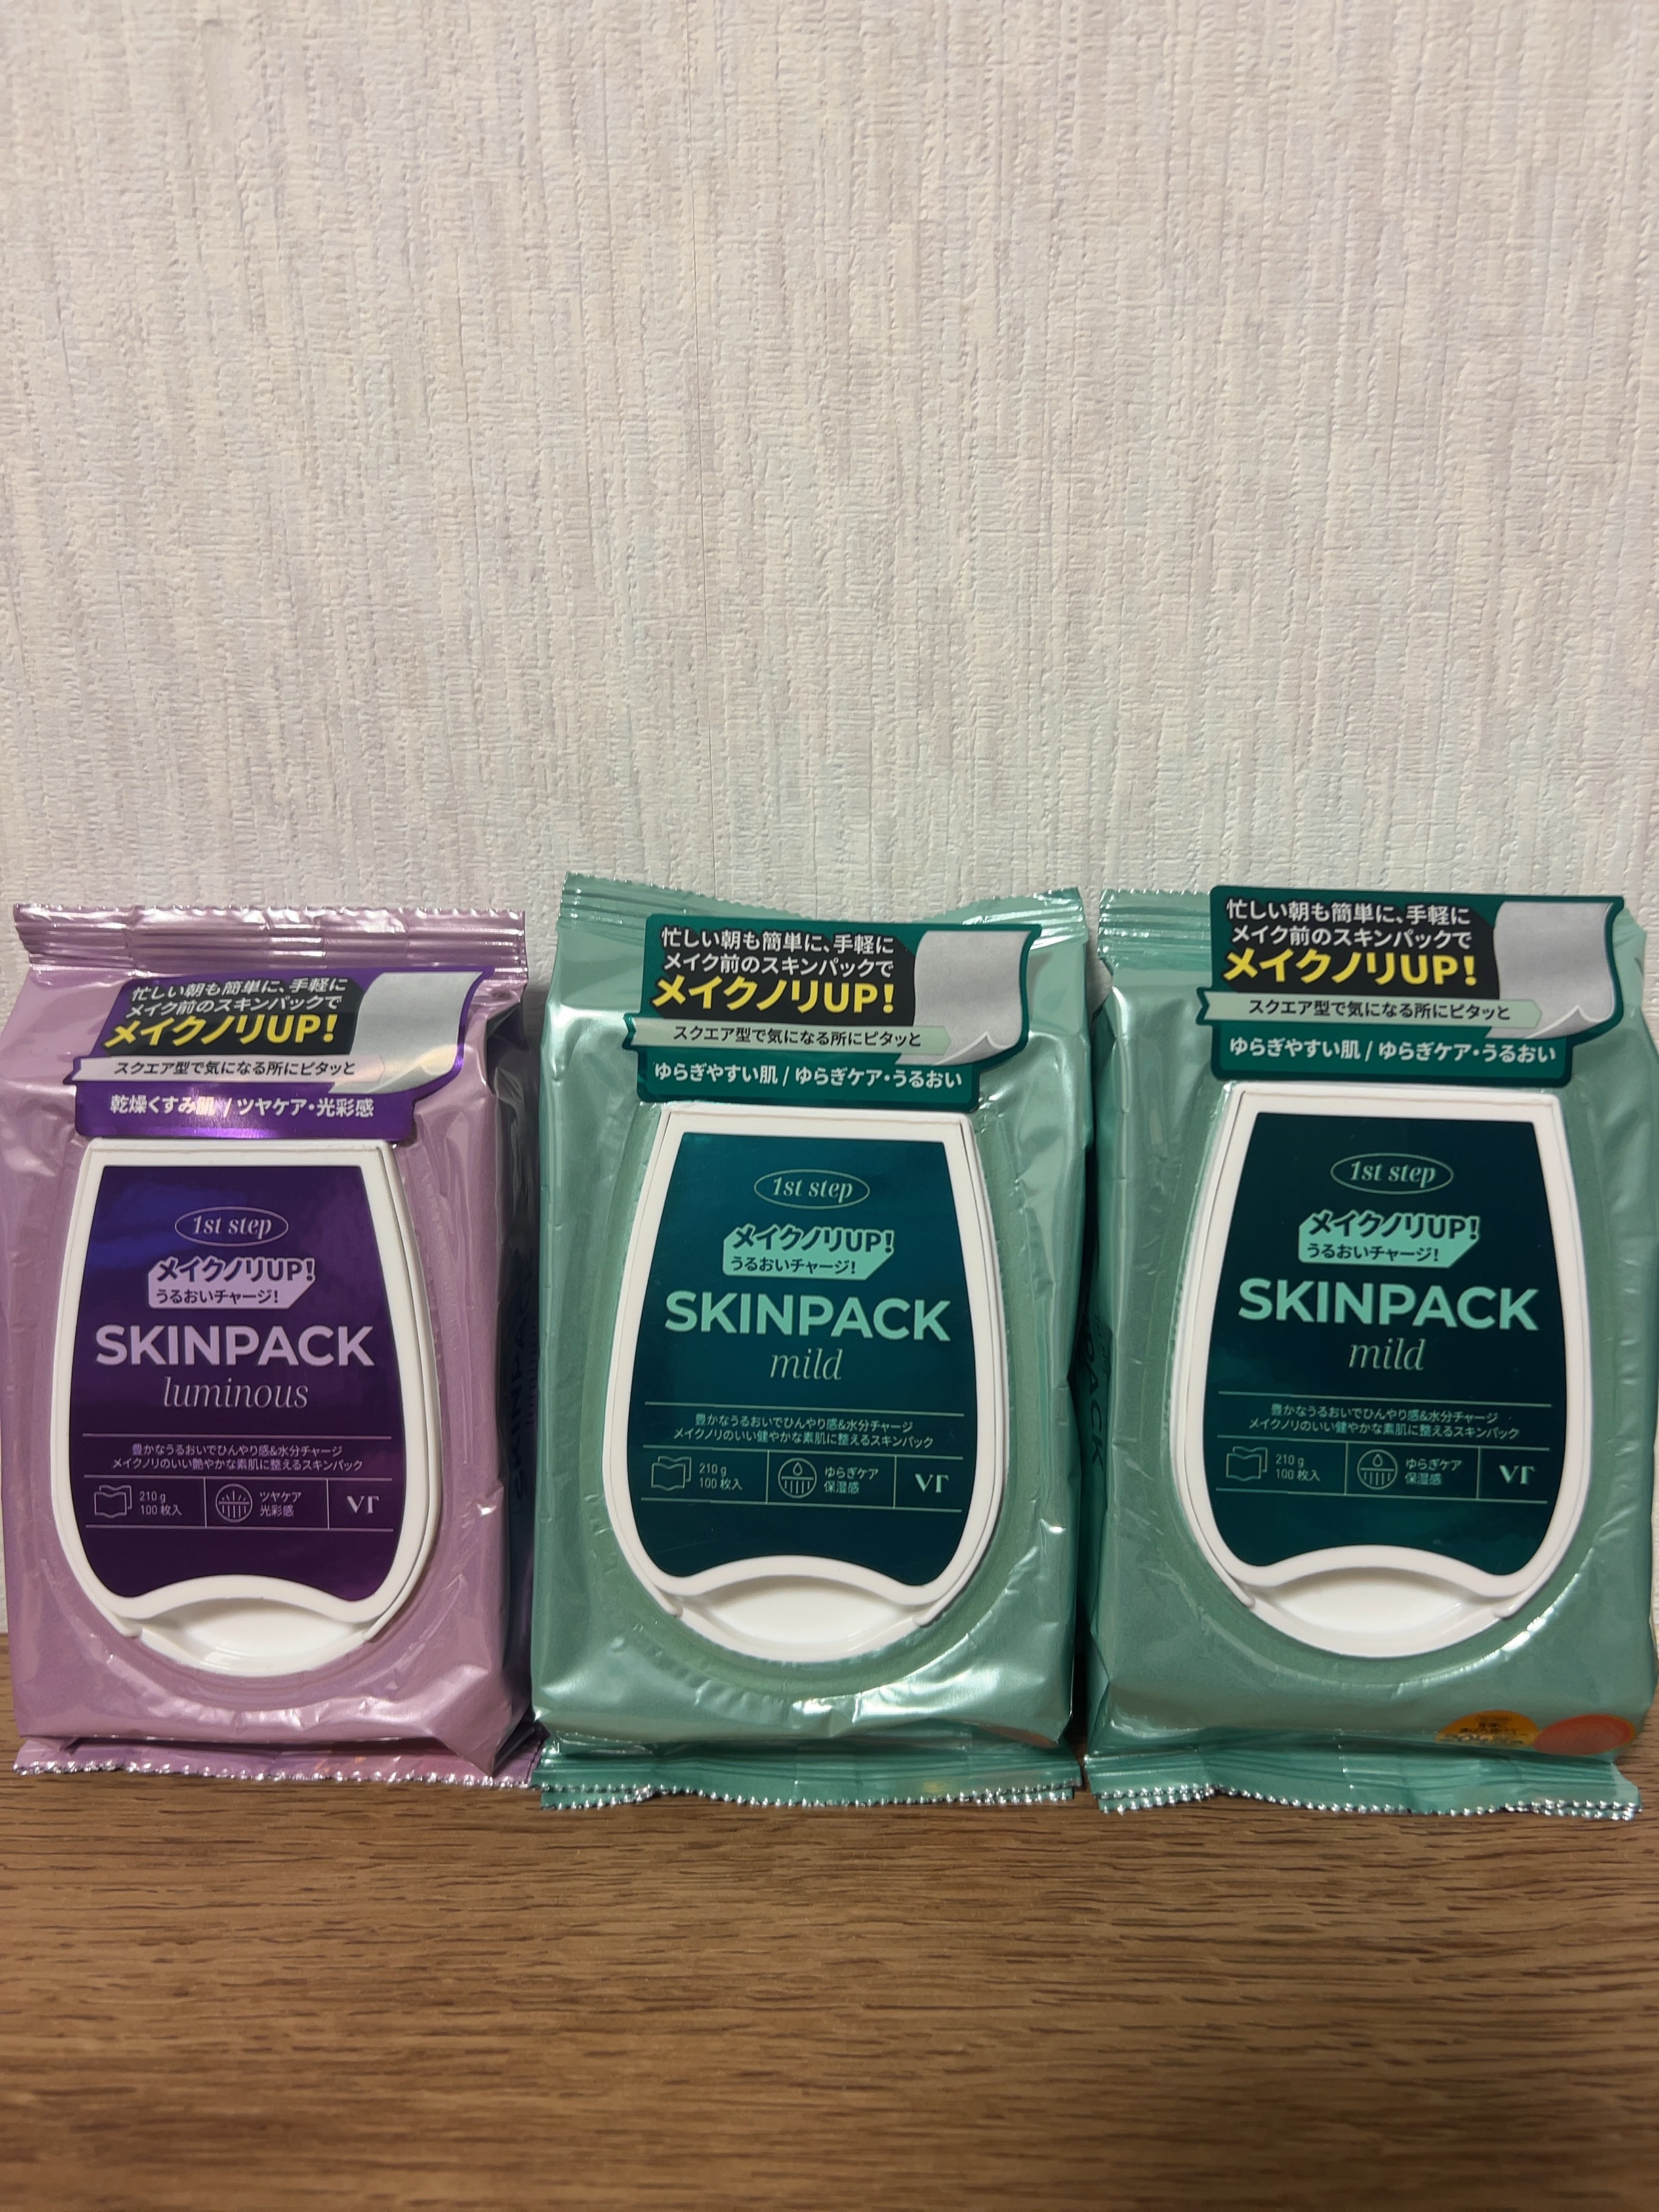 忙しい朝も簡単に、手軽に
メイク前のスキンパックで
メイクノリUP!
スクエア型で気になる所にピタッと
乾燥くすみ肌 / ツヤケア・光彩感
1st step
メイクノリUP!
うるおいチャージ!
SKINPACK
luminous
豊かなうるおいでひんやり感&水分チャージ
メイクノリのいい艶やかな素肌に整えるスキンパック
210 g
100 枚入
ツヤケア
光彩感
VT
忙しい朝も簡単に、手軽に
メイク前のスキンパックで
メイクノリUP!
スクエア型で気になる所にピタッと
ゆらぎやすい肌 / ゆらぎケア・うるおい
1st step
メイクノリUP!
うるおいチャージ!
SKINPACK
mild
豊かなうるおいでひんやり感&水分チャージ
メイクノリのいい健やかな素肌に整えるスキンパック
210 g
100 枚入
ゆらぎケア
保湿感
VT
忙しい朝も簡単に、手軽に
メイク前のスキンパックで
メイクノリUP!
スクエア型で気になる所にピタッと
ゆらぎやすい肌 / ゆらぎケア・うるおい
1st step
メイクノリUP!
うるおいチャージ!
SKINPACK
mild
豊かなうるおいでひんやり感&水分チャージ
メイクノリのいい健やかな素肌に整えるスキンパック
210 g
100 枚入
ゆらぎケア
保湿感
VT